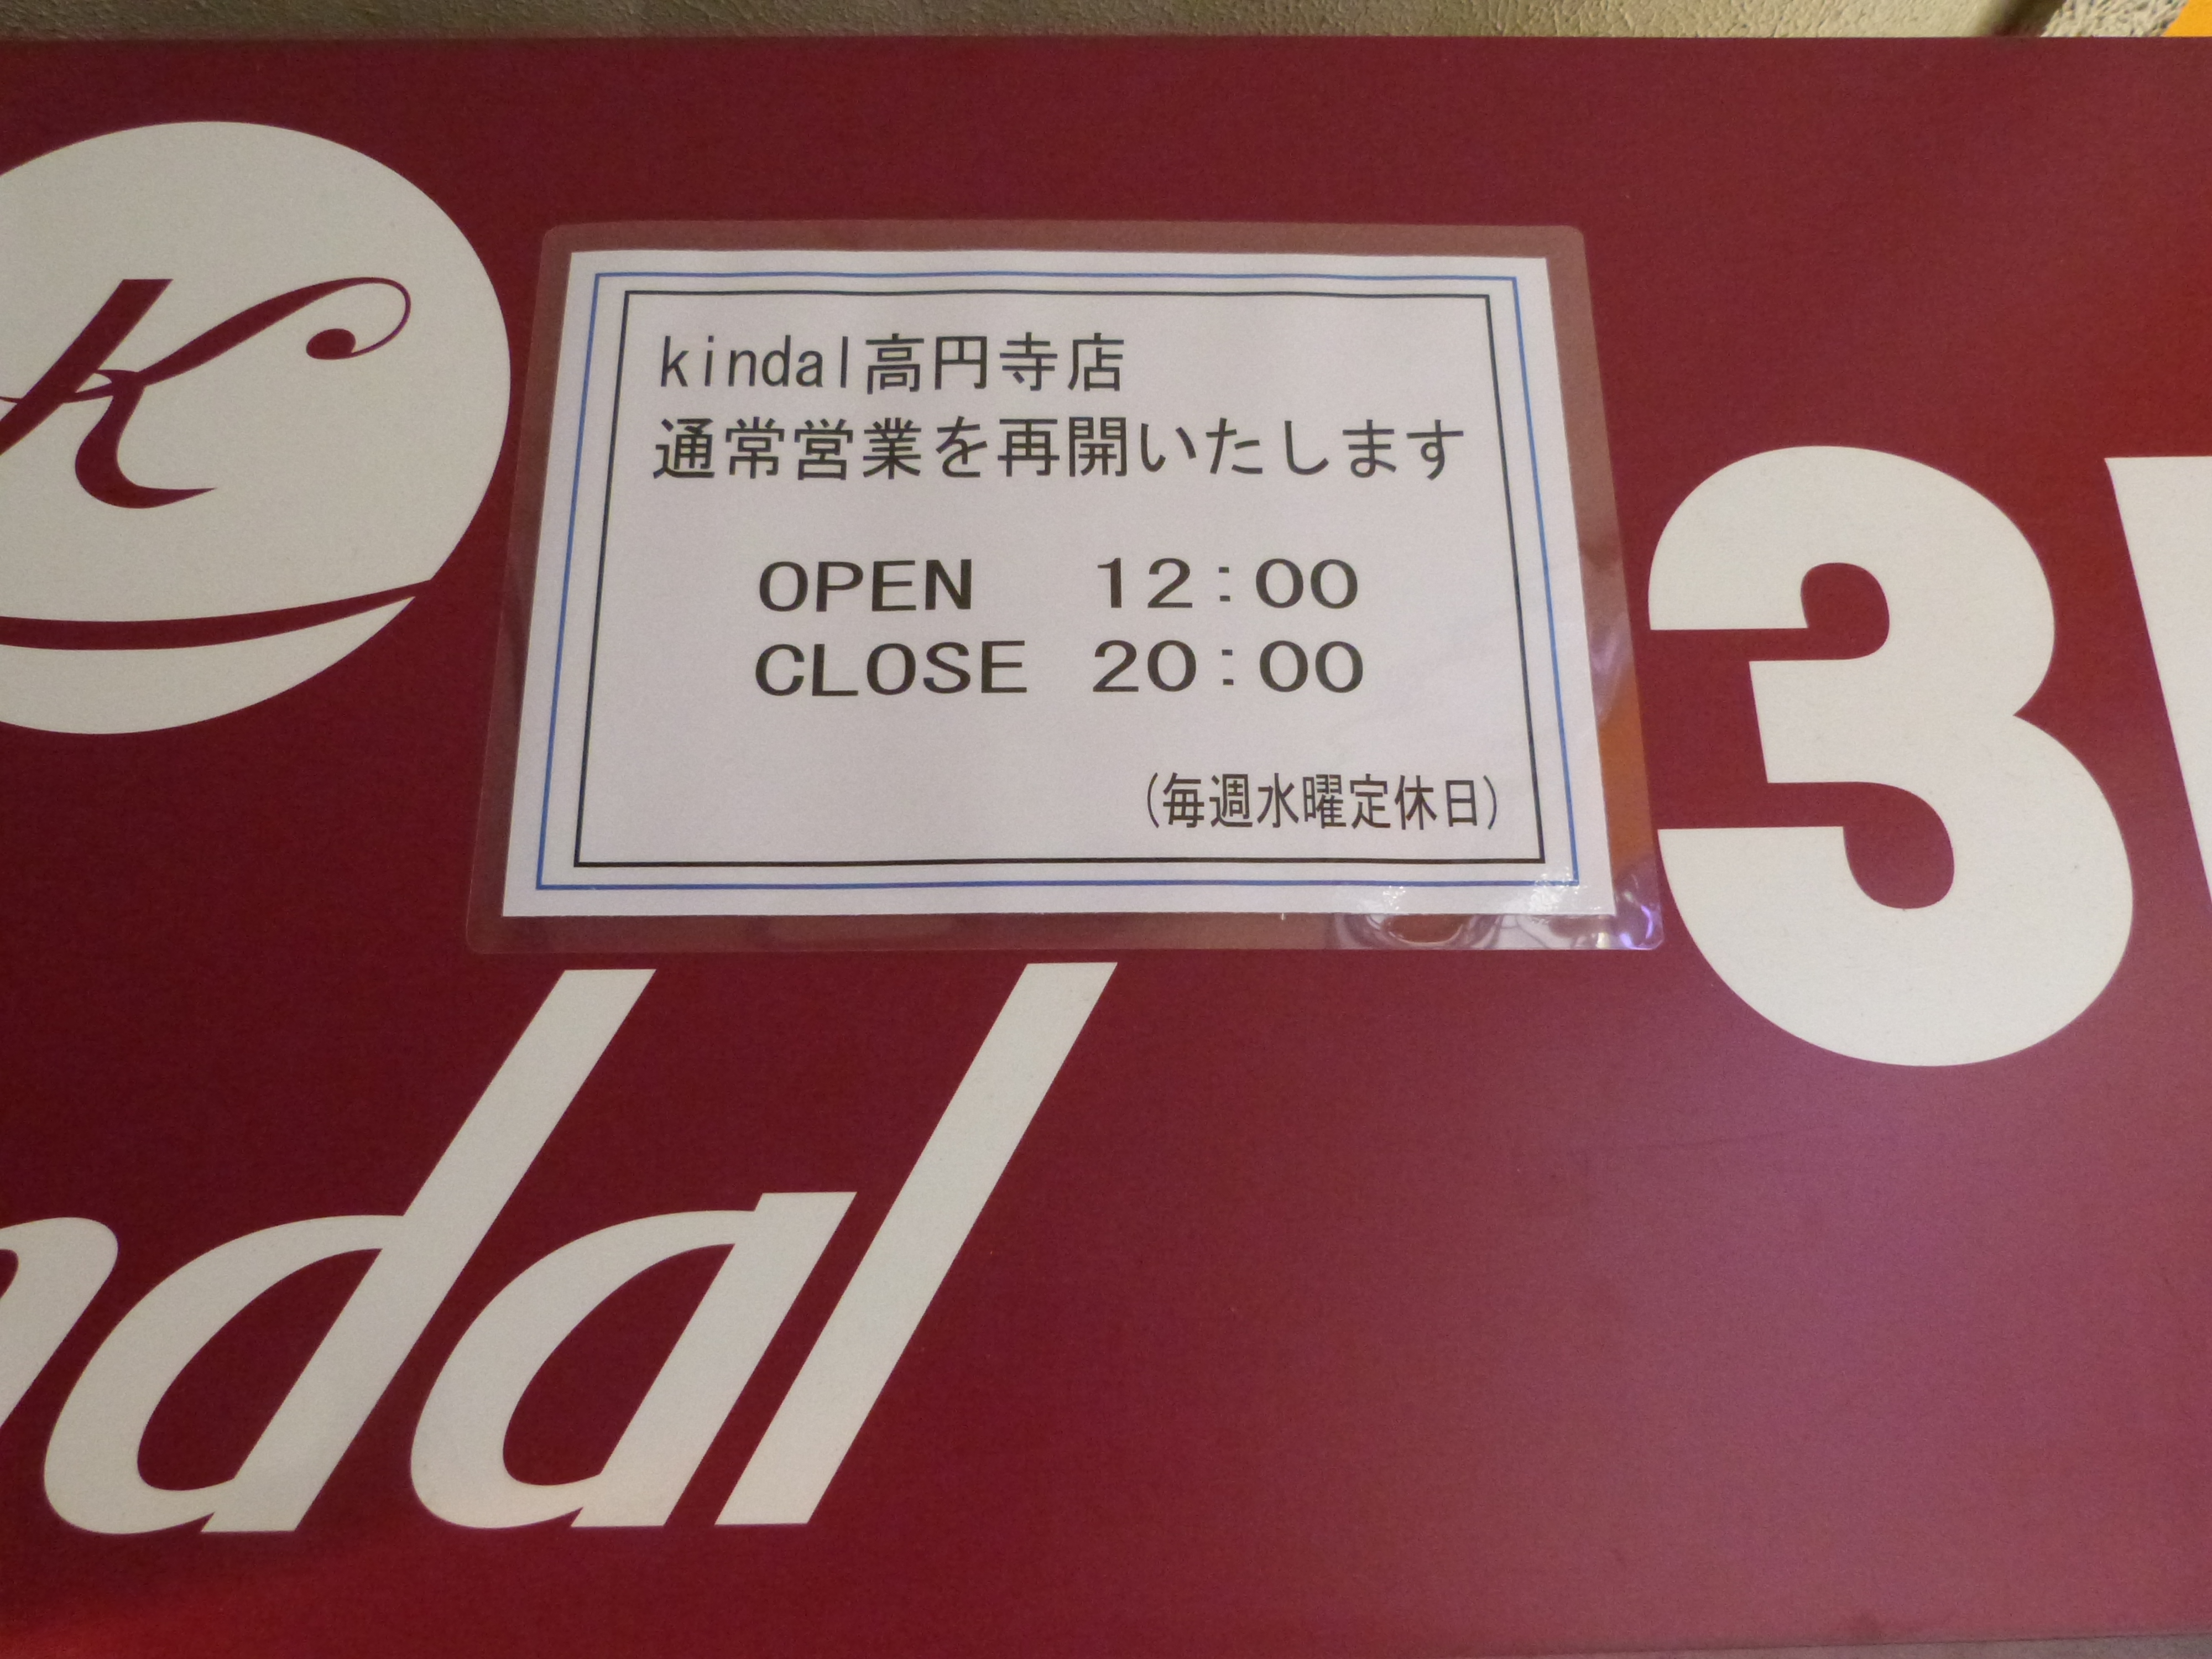 K
kindal高円寺店
通常営業を再開いたします
OPEN 12:00
CLOSE 20:00
(毎週水曜定休日)
3
ndal